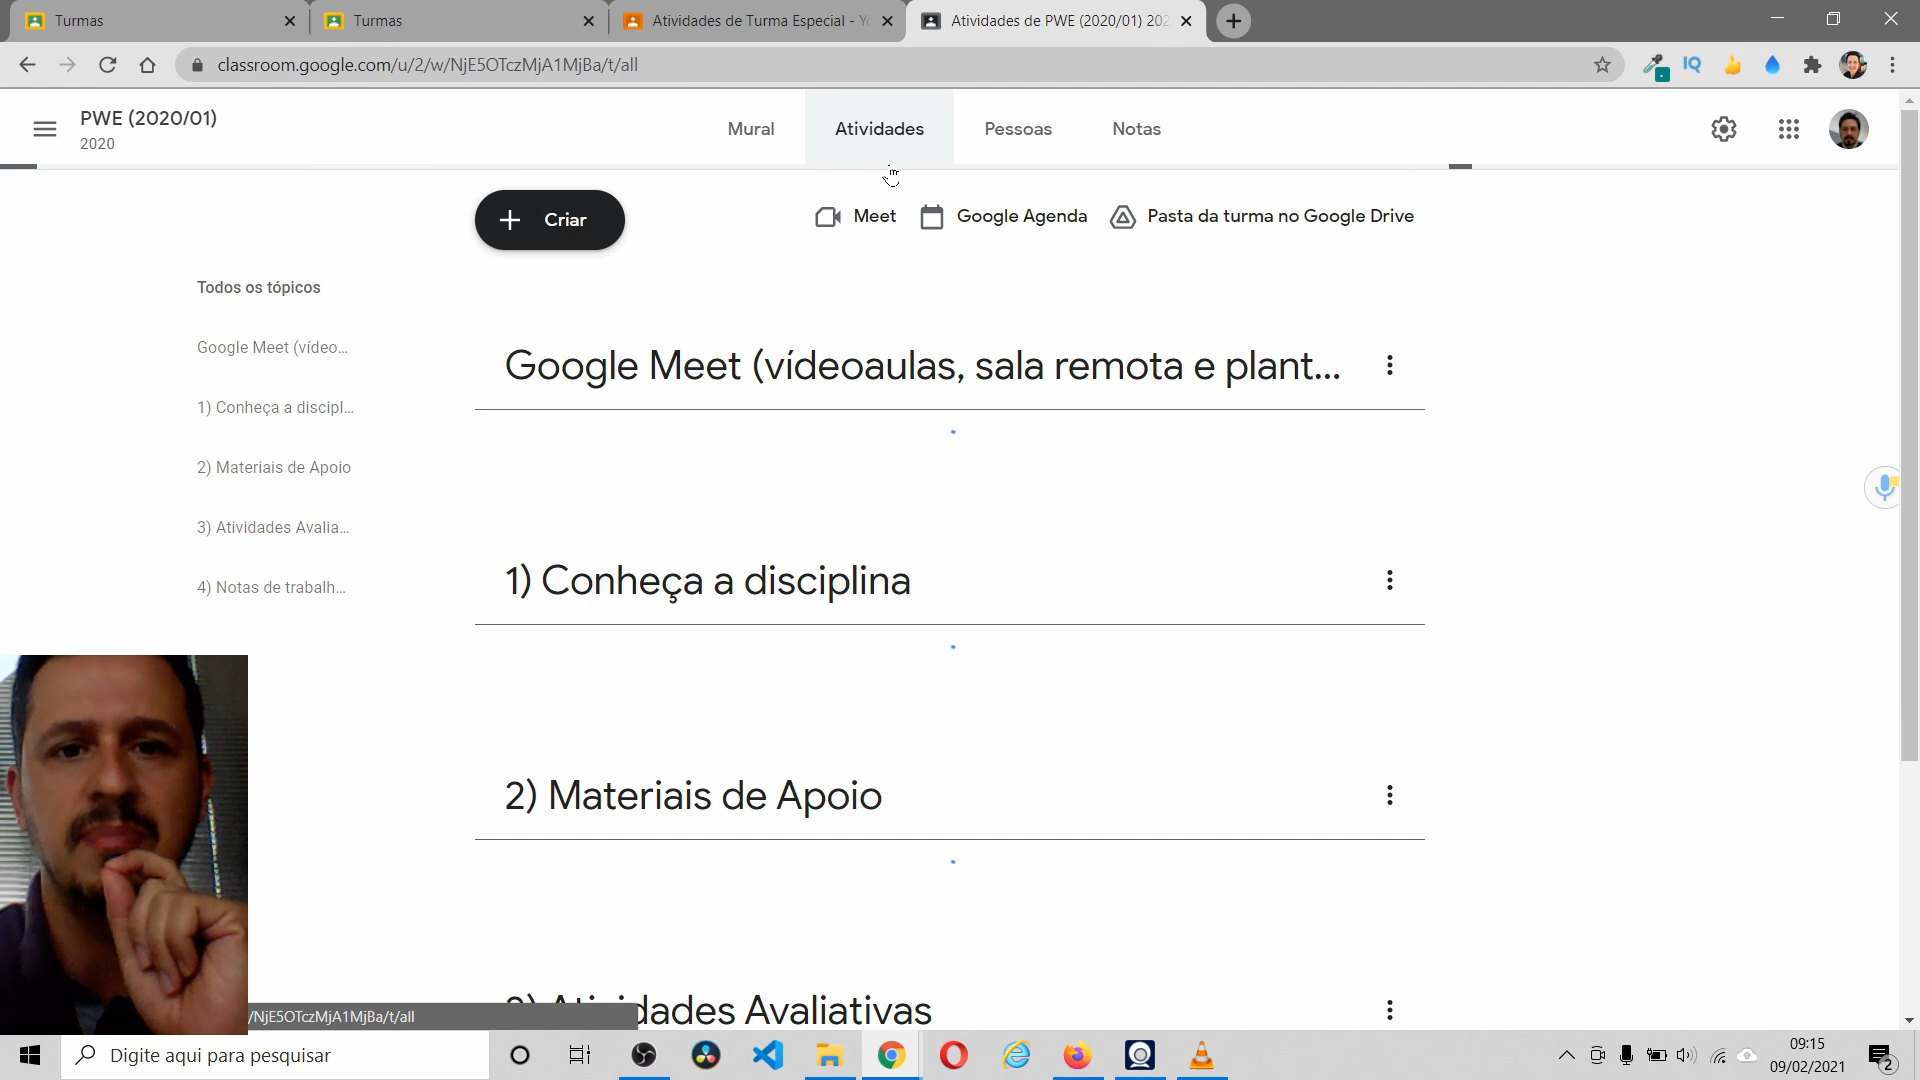 Turmas
Turmas
Atividades de Turma Especial - Yo
Atividades de PWE (2020/01) 202
classroom.google.com/u/2/w/NjE5OTczMjA1MjBa/t/all
PWE (2020/01)
2020
Mural
Atividades
Pessoas
Notas
Criar
Meet
Google Agenda
Pasta da turma no Google Drive
Todos os tópicos
Google Meet (vídeo...
1) Conheça a discipl...
2) Materiais de Apoio
3) Atividades Avalia...
4) Notas de trabalh...
Google Meet (vídeoaulas, sala remota e plant...
1) Conheça a disciplina
2) Materiais de Apoio
3) Atividades Avaliativas
/NjE5OTczMjA1MjBa/t/all
Digite aqui para pesquisar
09:15
09/02/2021
2